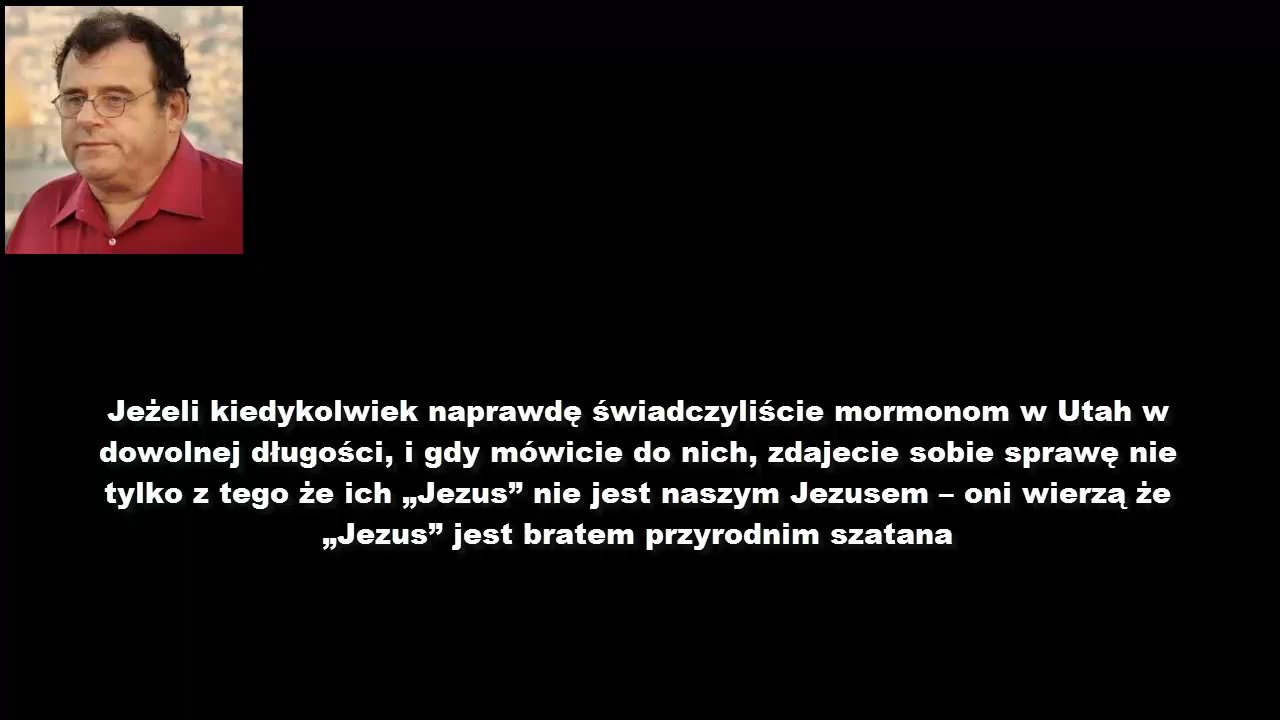 Jeżeli kiedykolwiek naprawdę świadczyliście mormonom w Utah w
dowolnej długości, i gdy mówicie do nich, zdajecie sobie sprawę nie
tylko z tego że ich „Jezus” nie jest naszym Jezusem – oni wierzą że
„Jezus” jest bratem przyrodnim szatana